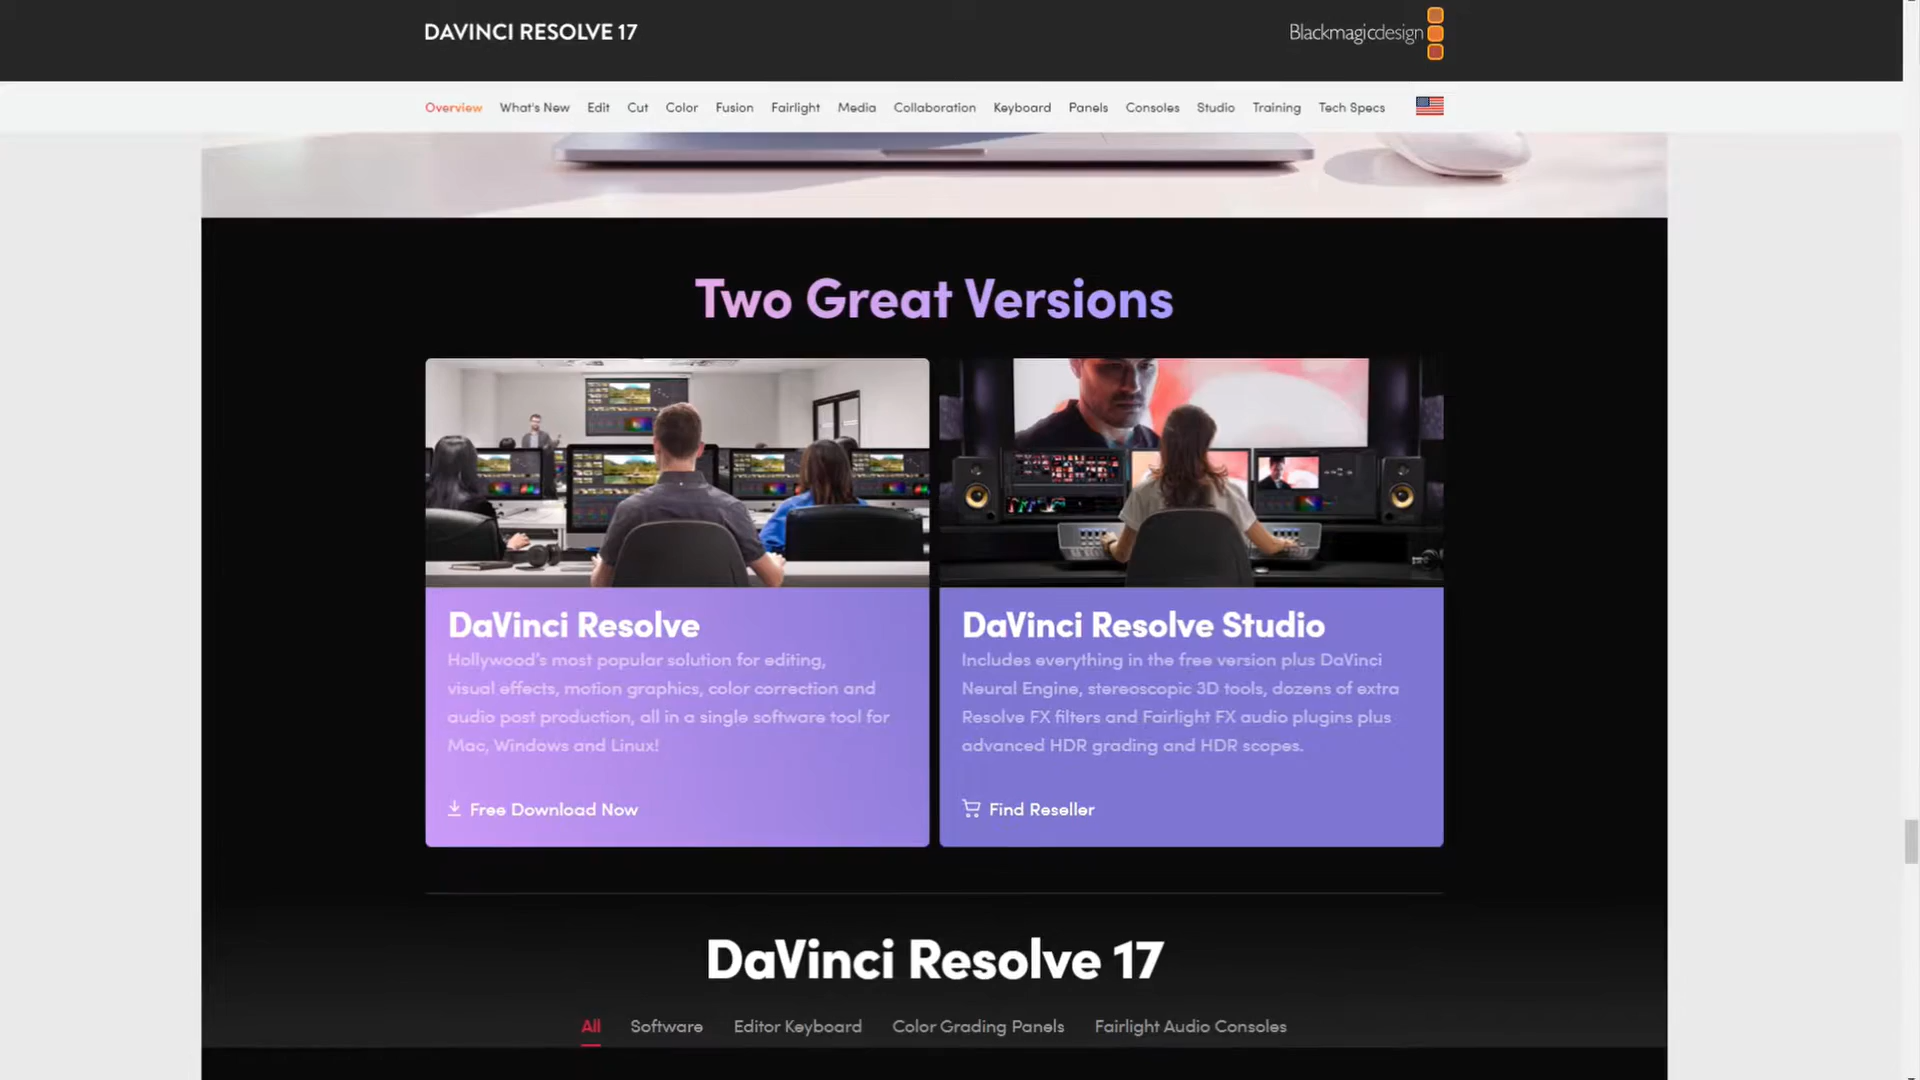 DAVINCI RESOLVE 17
Blackmagicdesign
Overview What's New Edit Cut Color Fusion Fairlight Media Collaboration Keyboard Panels Consoles Studio Training Tech Specs
Two Great Versions
DaVinci Resolve
Hollywood's most popular solution for editing,
visual effects, motion graphics, color correction and
audio post production, all in a single software tool for
Mac, Windows and Linux!
Free Download Now
DaVinci Resolve Studio
Includes everything in the free version plus DaVinci
Neural Engine, stereoscopic 3D tools, dozens of extra
Resolve FX filters and Fairlight FX audio plugins plus
advanced HDR grading and HDR scopes.
Find Reseller
DaVinci Resolve 17
All Software Editor Keyboard Color Grading Panels Fairlight Audio Consoles